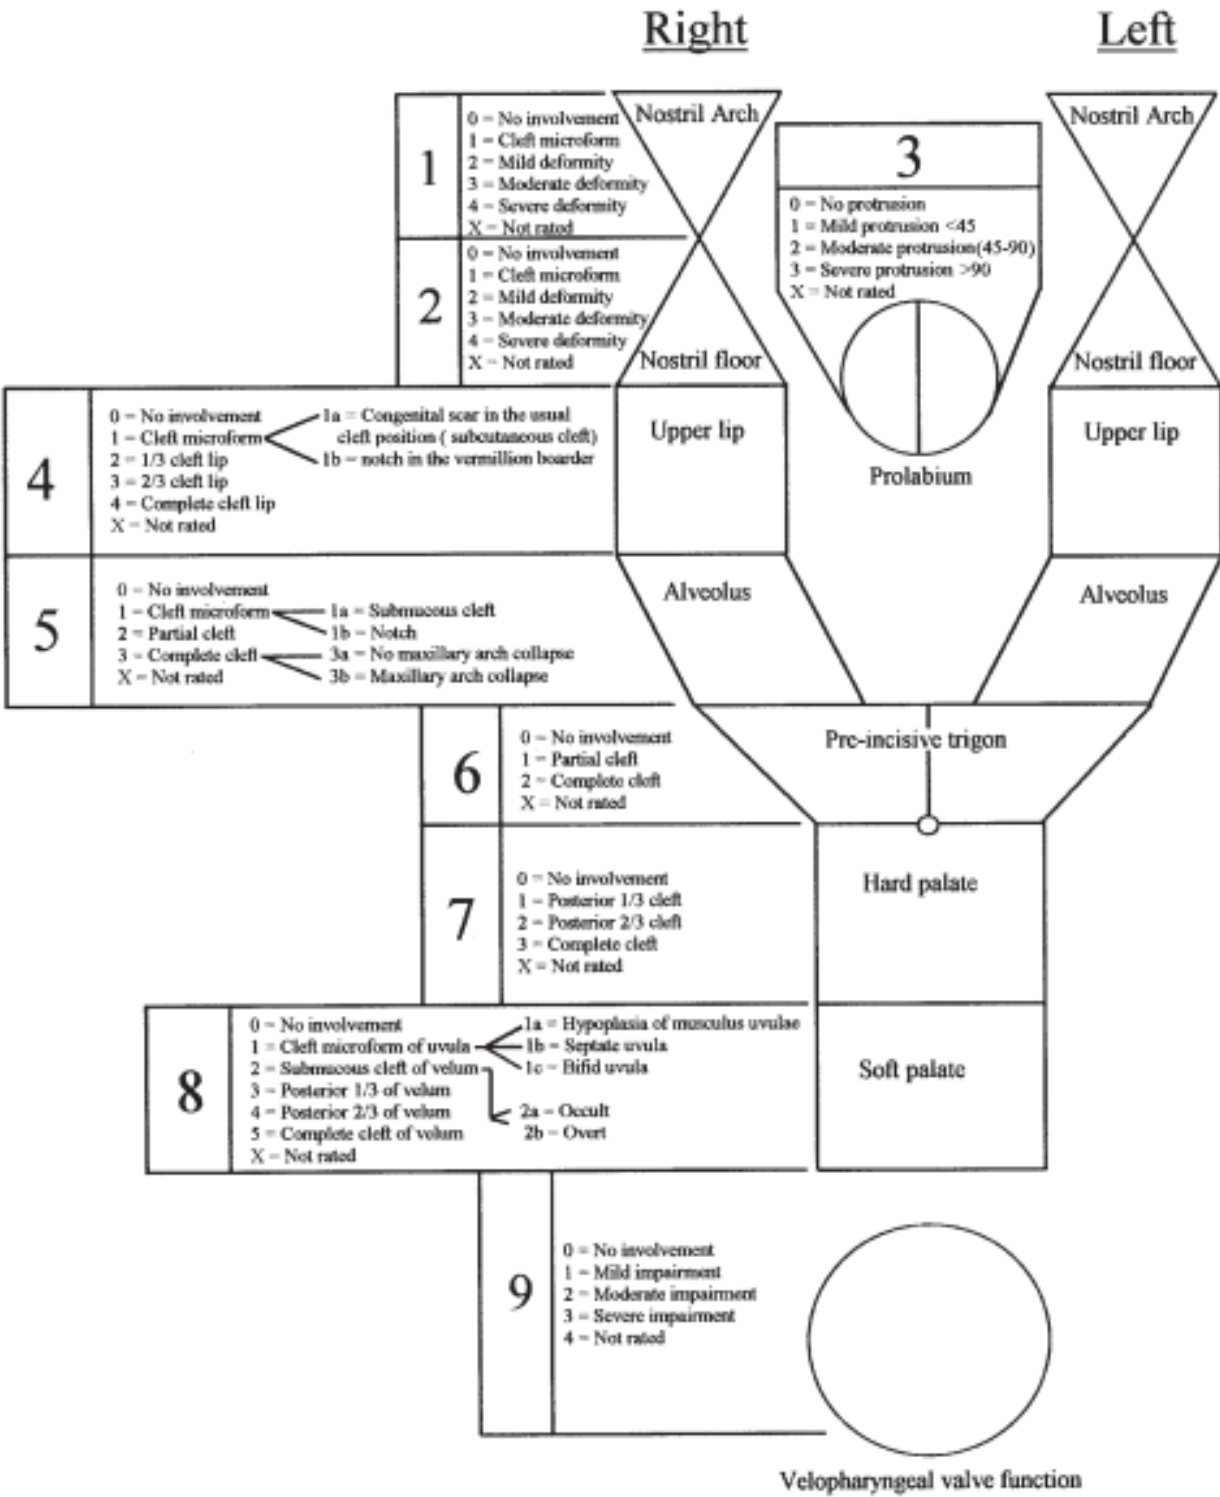 Right
Left
1
0 = No involvement
1 = Cleft microform
2 = Mild deformity
3 = Moderate deformity
4 = Severe deformity
X = Not rated
Nostril Arch
3
0 = No protrusion
1 = Mild protrusion <45
2 = Moderate protrusion(45-90)
3 = Severe protrusion >90
X = Not rated
Nostril Arch
2
0 = No involvement
1 = Cleft microform
2 = Mild deformity
3 = Moderate deformity
4 = Severe deformity
X = Not rated
Nostril floor
Nostril floor
4
0 = No involvement
1 = Cleft microform
2 = 1/3 cleft lip
3 = 2/3 cleft lip
4 = Complete cleft lip
X = Not rated
1a = Congenital scar in the usual
cleft position ( subcutaneous cleft)
1b = notch in the vermillion boarder
Upper lip
Prolabium
Upper lip
5
0 = No involvement
1 = Cleft microform
2 = Partial cleft
3 = Complete cleft
X = Not rated
1a = Submucous cleft
1b = Notch
3a = No maxillary arch collapse
3b = Maxillary arch collapse
Alveolus
Alveolus
6
0 = No involvement
1 = Partial cleft
2 = Complete cleft
X = Not rated
Pre-incisive trigon
7
0 = No involvement
1 = Posterior 1/3 cleft
2 = Posterior 2/3 cleft
3 = Complete cleft
X = Not rated
Hard palate
8
0 = No involvement
1 = Cleft microform of uvula
2 = Submucous cleft of velum
3 = Posterior 1/3 of velum
4 = Posterior 2/3 of velum
5 = Complete cleft of velum
X = Not rated
1a = Hypoplasia of musculus uvulae
1b = Septate uvula
1c = Bifid uvula
2a = Occult
2b = Overt
Soft palate
9
0 = No involvement
1 = Mild impairment
2 = Moderate impairment
3 = Severe impairment
4 = Not rated
Velopharyngeal valve function